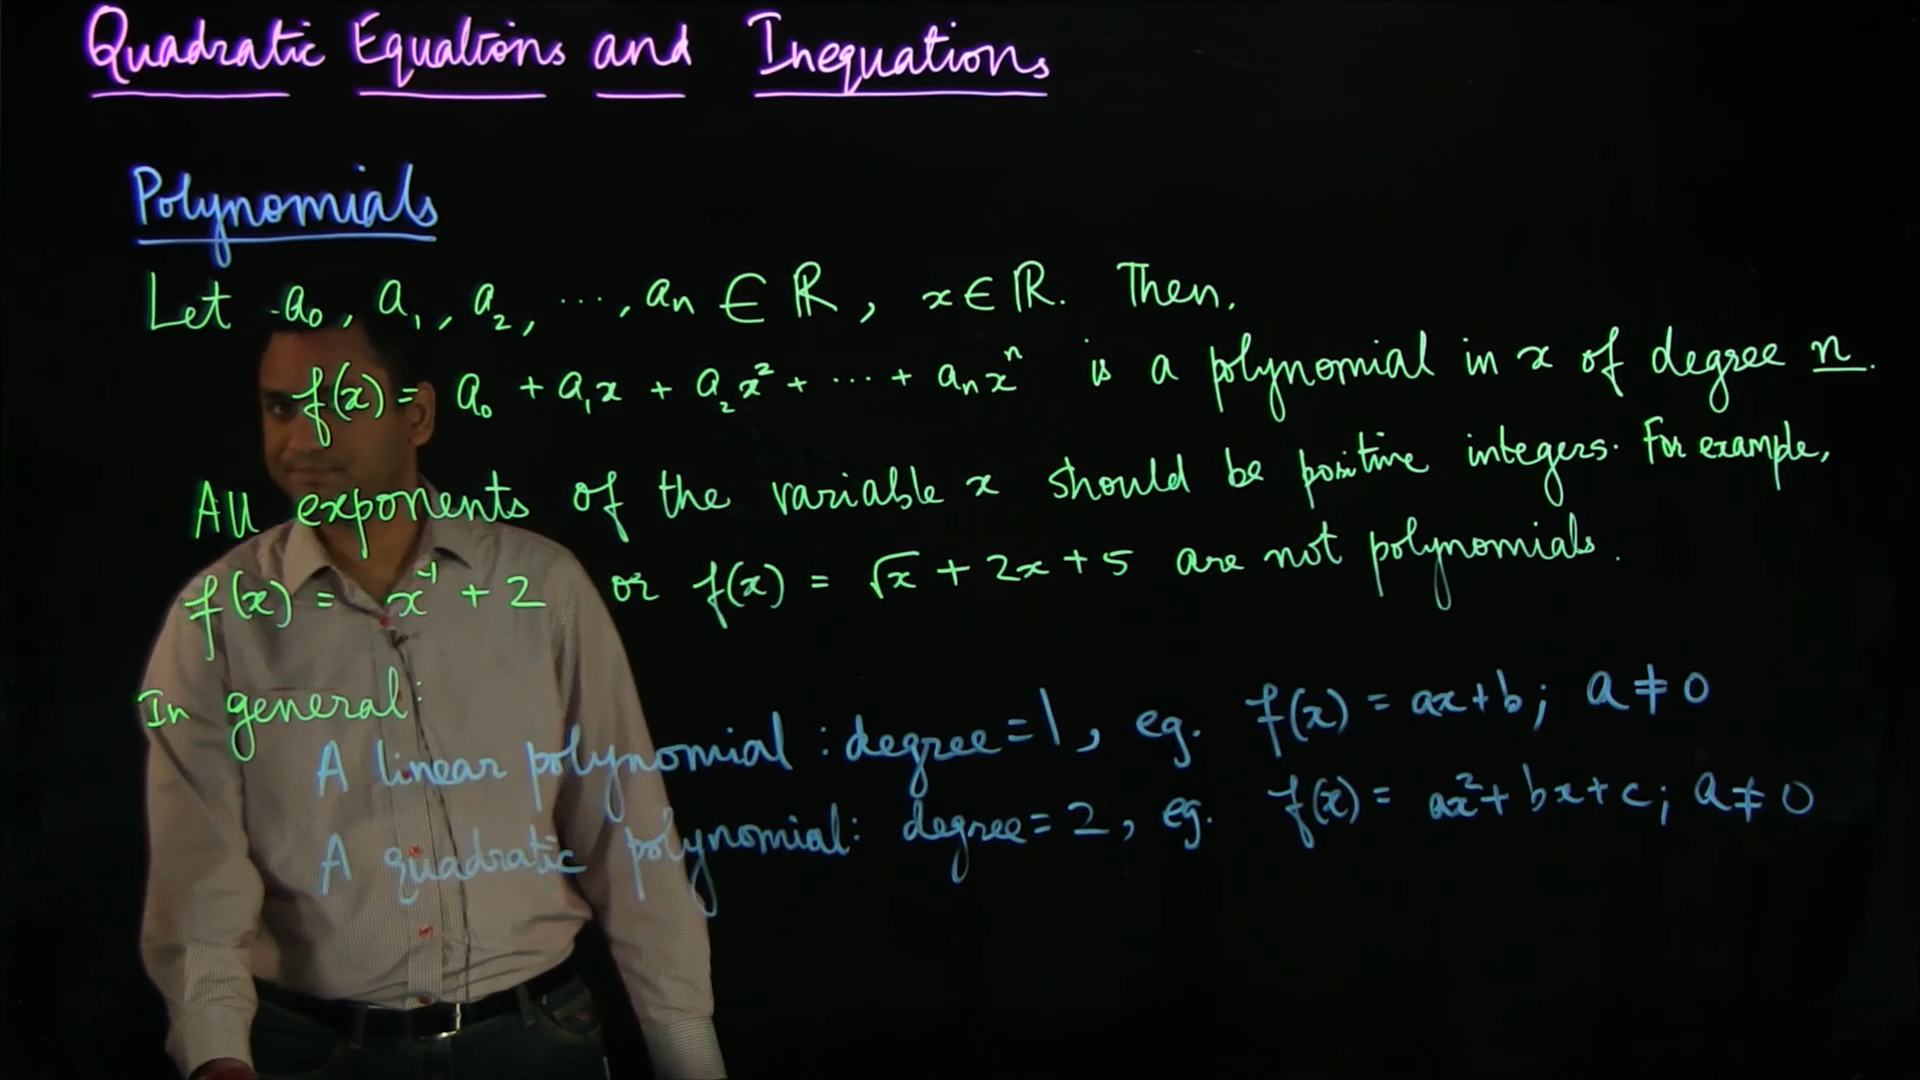 Quadratic Equations and Inequations
Polynomials
Let a₀, a₁, a₂, ..., aₙ ∈ ℝ, x ∈ ℝ. Then,
f(x) = a₀ + a₁x + a₂x² + ... + aₙxⁿ is a polynomial in x of degree n.
All exponents of the variable x should be positive integers. For example,
f(x) = x⁻¹ + 2 or f(x) = √x + 2x + 5 are not polynomials.
In general:
A linear polynomial : degree = 1, eg. f(x) = ax + b; a ≠ 0
A quadratic polynomial: degree = 2, eg. f(x) = ax² + bx + c; a ≠ 0